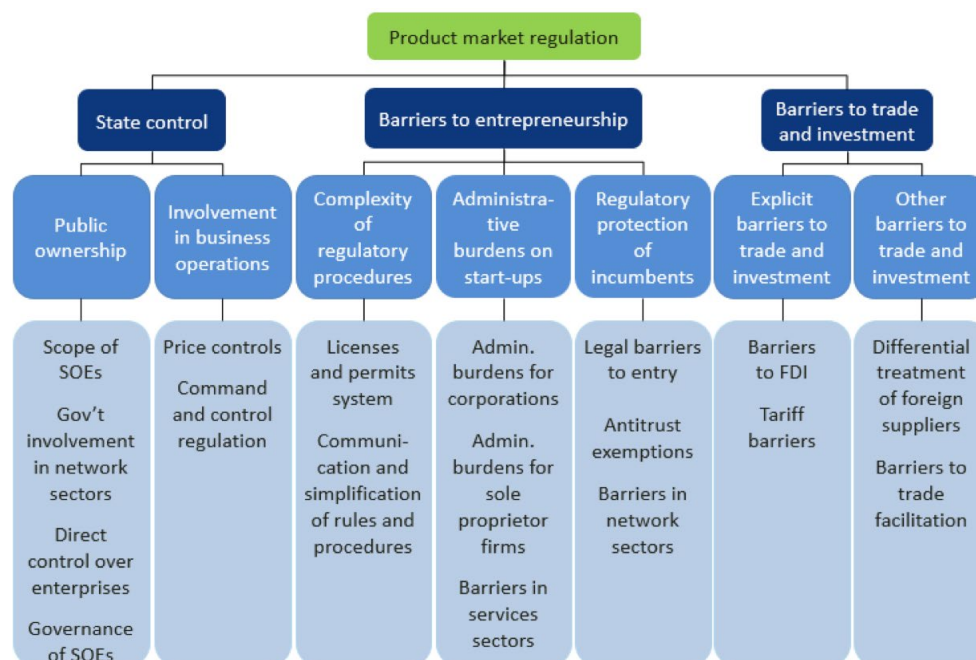 Product market regulation
State control
Barriers to entrepreneurship
Barriers to trade
and investment
Public
ownership
Involvement
in business
operations
Complexity
of
regulatory
procedures
Administra-
tive
burdens on
start-ups
Regulatory
protection
of
incumbents
Explicit
barriers to
trade and
investment
Other
barriers to
trade and
investment
Scope of
SOEs
Gov't
involvement
in network
sectors
Direct
control over
enterprises
Governance
of SOEs
Price controls
Command
and control
regulation
Licenses
and permits
system
Communi-
cation and
simplification
of rules and
procedures
Admin.
burdens for
corporations
Admin.
burdens for
sole
proprietor
firms
Barriers in
services
sectors
Legal barriers
to entry
Antitrust
exemptions
Barriers in
network
sectors
Barriers
to FDI
Tariff
barriers
Differential
treatment
of foreign
suppliers
Barriers to
trade
facilitation